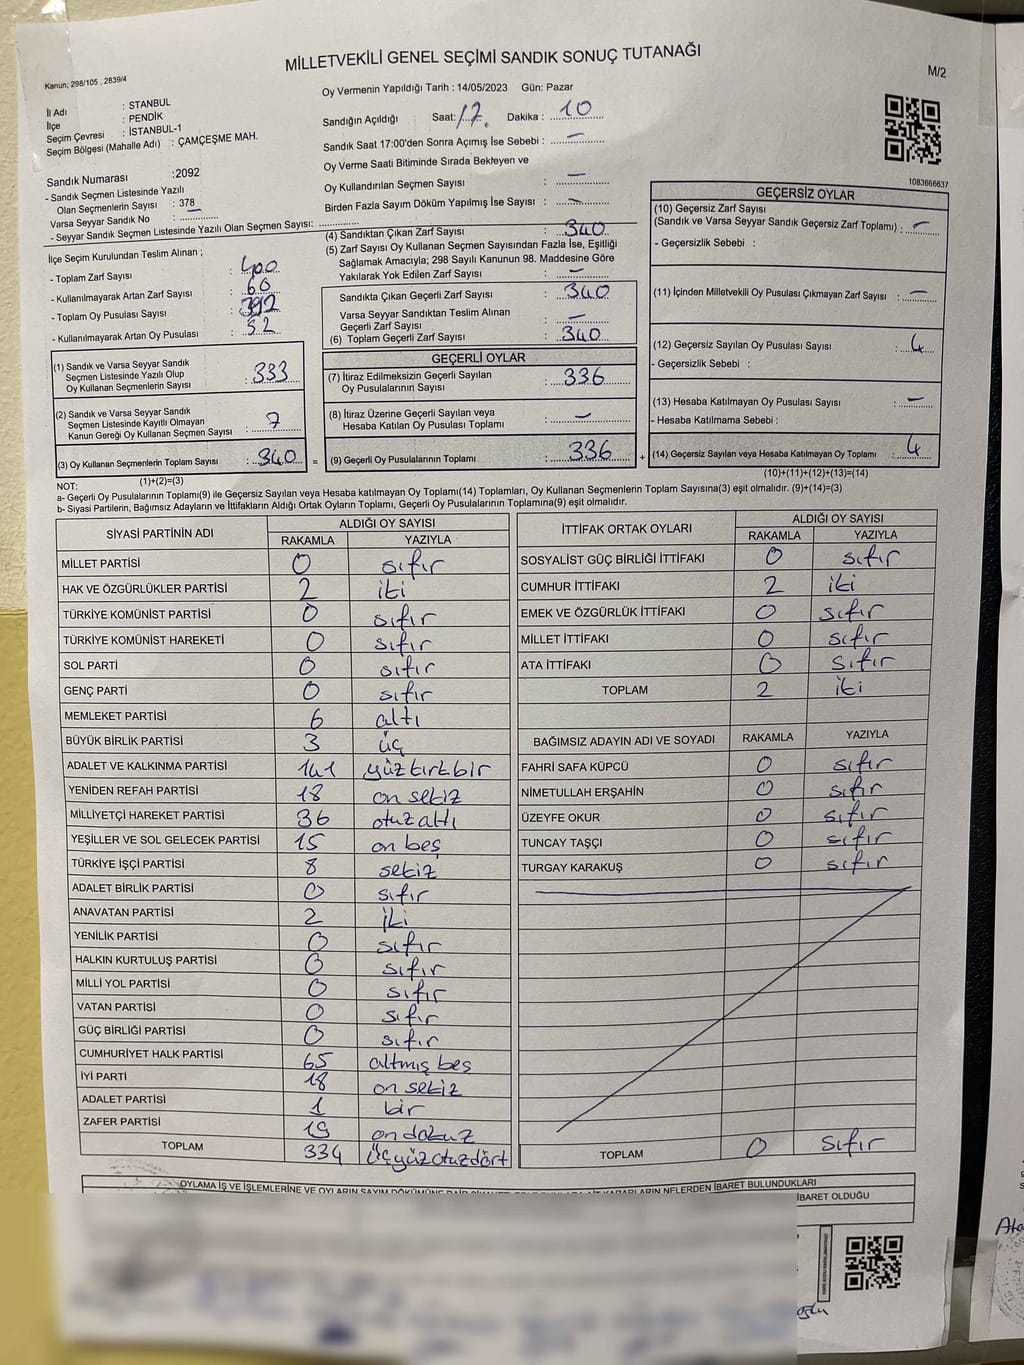 MİLLETVEKİLİ GENEL SEÇİMİ SANDIK SONUÇ TUTANAĞI
Kanun: 298/105 , 2839/4
M/2
Oy Vermenin Yapıldığı Tarih : 14/05/2023 Gün: Pazar
İl Adı : STANBUL
İlçe : PENDİK
Seçim Çevresi : İSTANBUL-1
Seçim Bölgesi (Mahalle Adı) : ÇAMÇEŞME MAH.
Sandığın Açıldığı Saat: 17. Dakika : 10
Sandık Saat 17:00'den Sonra Açımış İse Sebebi : —
Oy Verme Saati Bitiminde Sırada Bekleyen ve
Oy Kullandırılan Seçmen Sayısı : —
Birden Fazla Sayım Döküm Yapılmış İse Sayısı : —
1083666637
Sandık Numarası :2092
- Sandık Seçmen Listesinde Yazılı
Olan Seçmenlerin Sayısı : 378
Varsa Seyyar Sandık No : —
- Seyyar Sandık Seçmen Listesinde Yazılı Olan Seçmen Sayısı:
İlçe Seçim Kurulundan Teslim Alınan ;
- Toplam Zarf Sayısı : 400
- Kullanılmayarak Artan Zarf Sayısı : 60
- Toplam Oy Pusulası Sayısı : 392
- Kullanılmayarak Artan Oy Pusulası : 52
(4) Sandıktan Çıkan Zarf Sayısı : 340
(5) Zarf Sayısı Oy Kullanan Seçmen Sayısından Fazla İse, Eşitliği
Sağlamak Amacıyla; 298 Sayılı Kanunun 98. Maddesine Göre
Yakılarak Yok Edilen Zarf Sayısı : —
Sandıkta Çıkan Geçerli Zarf Sayısı : 340
Varsa Seyyar Sandıktan Teslim Alınan
Geçerli Zarf Sayısı : —
(6) Toplam Geçerli Zarf Sayısı : 340
GEÇERSİZ OYLAR
(10) Geçersiz Zarf Sayısı
(Sandık ve Varsa Seyyar Sandık Geçersiz Zarf Toplamı) : —
- Geçersizlik Sebebi :
(11) İçinden Milletvekili Oy Pusulası Çıkmayan Zarf Sayısı : —
(12) Geçersiz Sayılan Oy Pusulası Sayısı : 4
- Geçersizlik Sebebi :
(13) Hesaba Katılmayan Oy Pusulası Sayısı : —
- Hesaba Katılmama Sebebi :
(14) Geçersiz Sayılan veya Hesaba Katılmayan Oy Toplamı : 4
(10)+(11)+(12)+(13)=(14)
(1) Sandık ve Varsa Seyyar Sandık
Seçmen Listesinde Yazılı Olup
Oy Kullanan Seçmenlerin Sayısı : 333
(2) Sandık ve Varsa Seyyar Sandık
Seçmen Listesinde Kayıtlı Olmayan
Kanun Gereği Oy Kullanan Seçmen Sayısı : 7
(3) Oy Kullanan Seçmenlerin Toplam Sayısı : 340 =
(1)+(2)=(3)
GEÇERLİ OYLAR
(7) İtiraz Edilmeksizin Geçerli Sayılan
Oy Pusulalarının Sayısı : 336
(8) İtiraz Üzerine Geçerli Sayılan veya
Hesaba Katılan Oy Pusulası Toplamı : —
(9) Geçerli Oy Pusulalarının Toplamı : 336 +
NOT:
a- Geçerli Oy Pusulalarının Toplamı(9) ile Geçersiz Sayılan veya Hesaba katılmayan Oy Toplamı(14) Toplamları, Oy Kullanan Seçmenlerin Toplam Sayısına(3) eşit olmalıdır. (9)+(14)=(3)
b- Siyasi Partilerin, Bağımsız Adayların ve İttifakların Aldığı Ortak Oyların Toplamı, Geçerli Oy Pusulalarının Toplamına(9) eşit olmalıdır.
SİYASİ PARTİNİN ADI ALDIĞI OY SAYISI
RAKAMLA YAZIYLA
MİLLET PARTİSİ 0 sıfır
HAK VE ÖZGÜRLÜKLER PARTİSİ 2 iki
TÜRKİYE KOMÜNİST PARTİSİ 0 sıfır
TÜRKİYE KOMÜNİST HAREKETİ 0 sıfır
SOL PARTİ 0 sıfır
GENÇ PARTİ 0 sıfır
MEMLEKET PARTİSİ 6 altı
BÜYÜK BİRLİK PARTİSİ 3 üç
ADALET VE KALKINMA PARTİSİ 141 yüz kırk bir
YENİDEN REFAH PARTİSİ 18 on sekiz
MİLLİYETÇİ HAREKET PARTİSİ 36 otuz altı
YEŞİLLER VE SOL GELECEK PARTİSİ 15 on beş
TÜRKİYE İŞÇİ PARTİSİ 8 sekiz
ADALET BİRLİK PARTİSİ 0 sıfır
ANAVATAN PARTİSİ 2 iki
YENİLİK PARTİSİ 0 sıfır
HALKIN KURTULUŞ PARTİSİ 0 sıfır
MİLLİ YOL PARTİSİ 0 sıfır
VATAN PARTİSİ 0 sıfır
GÜÇ BİRLİĞİ PARTİSİ 0 sıfır
CUMHURİYET HALK PARTİSİ 65 altmış beş
İYİ PARTİ 18 on sekiz
ADALET PARTİSİ 1 bir
ZAFER PARTİSİ 19 on dokuz
TOPLAM 334 üçyüzotuzdört
İTTİFAK ORTAK OYLARI ALDIĞI OY SAYISI
RAKAMLA YAZIYLA
SOSYALİST GÜÇ BİRLİĞİ İTTİFAKI 0 sıfır
CUMHUR İTTİFAKI 2 iki
EMEK VE ÖZGÜRLÜK İTTİFAKI 0 sıfır
MİLLET İTTİFAKI 0 sıfır
ATA İTTİFAKI 0 sıfır
TOPLAM 2 iki
BAĞIMSIZ ADAYIN ADI VE SOYADI RAKAMLA YAZIYLA
FAHRİ SAFA KÜPCÜ 0 sıfır
NİMETULLAH ERŞAHİN 0 sıfır
ÜZEYFE OKUR 0 sıfır
TUNCAY TAŞÇI 0 sıfır
TURGAY KARAKUŞ 0 sıfır
TOPLAM 0 sıfır
OYLAMA İŞ VE İŞLEMLERİNE VE OYLARIN SAYIM DÖKÜMÜNE DAİR NELERDEN İBARET BULUNDUKLARI
İBARET OLDUĞU